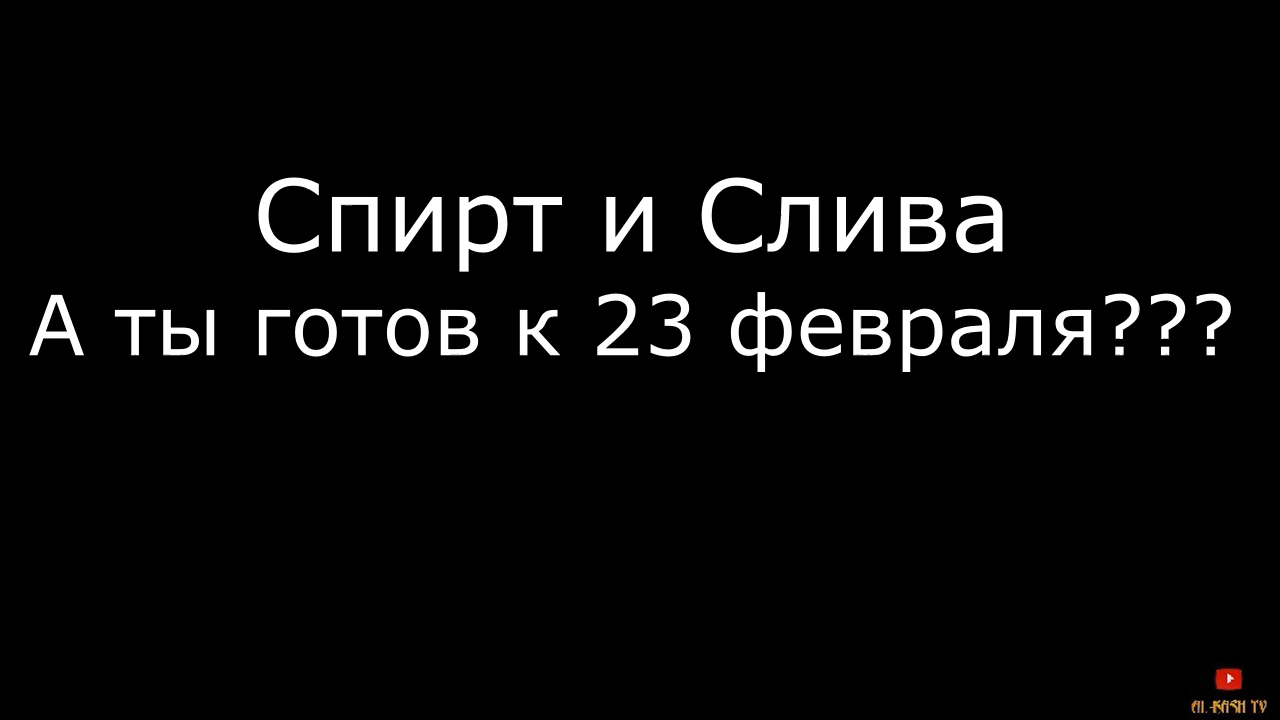 Спирт и Слива
А ты готов к 23 февраля???
AL-KASH TV